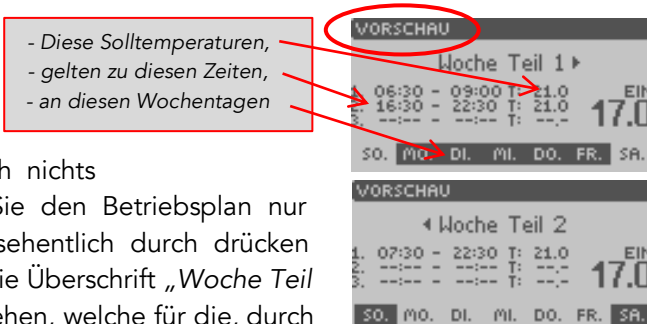 - Diese Solltemperaturen,
- gelten zu diesen Zeiten,
- an diesen Wochentagen
VORSCHAU
Woche Teil 1
1. 06:30 - 09:00 T: 21.0 EIN
2. 16:30 - 22:30 T: 21.0 17.0
3. --:-- - --:-- T: --.-
SO. MO. DI. MI. DO. FR. SA.
h nichts
Sie den Betriebsplan nur
sehentlich durch drücken
ie Überschrift „Woche Teil
ehen, welche für die, durch
VORSCHAU
Woche Teil 2
1. 07:30 - 22:30 T: 21.0 EIN
2. --:-- - --:-- T: --.- 17.0
3. --:-- - --:-- T: --.-
SO. MO. DI. MI. DO. FR. SA.